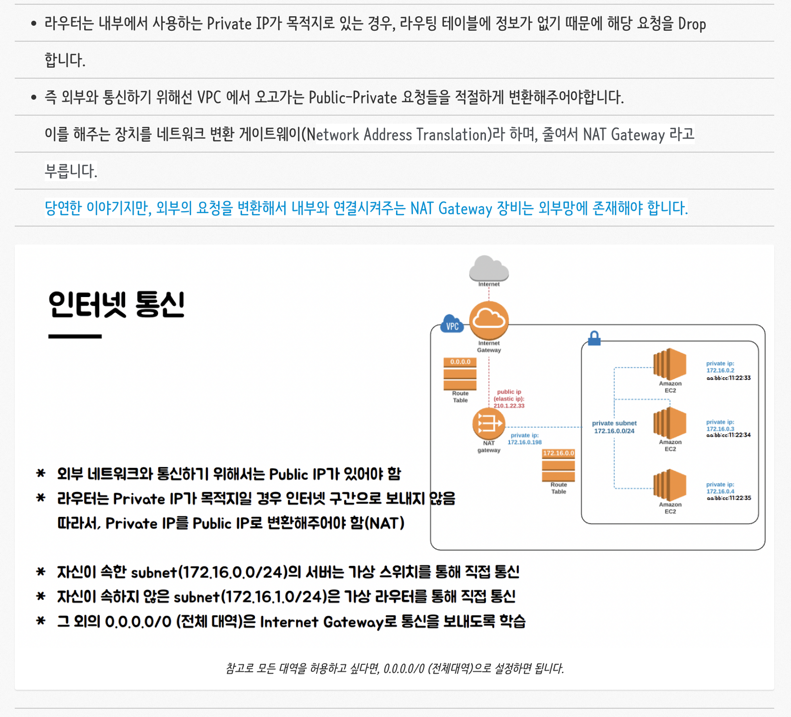 • 라우터는 내부에서 사용하는 Private IP가 목적지로 있는 경우, 라우팅 테이블에 정보가 없기 때문에 해당 요청을 Drop
합니다.
• 즉 외부와 통신하기 위해선 VPC 에서 오고가는 Public-Private 요청들을 적절하게 변환해주어야합니다.
이를 해주는 장치를 네트워크 변환 게이트웨이(Network Address Translation)라 하며, 줄여서 NAT Gateway 라고
부릅니다.
당연한 이야기지만, 외부의 요청을 변환해서 내부와 연결시켜주는 NAT Gateway 장비는 외부망에 존재해야 합니다.
인터넷 통신
Internet
VPC
Internet
Gateway
0.0.0.0
Route
Table
public ip
(elastic ip):
210.1.22.33
NAT
gateway
private ip:
172.16.0.198
172.16.0.0
Route
Table
private subnet
172.16.0.0/24
Amazon
EC2
private ip:
172.16.0.2
aa:bb:cc:11:22:33
Amazon
EC2
private ip:
172.16.0.3
aa:bb:cc:11:22:34
Amazon
EC2
private ip:
172.16.0.4
aa:bb:cc:11:22:35
* 외부 네트워크와 통신하기 위해서는 Public IP가 있어야 함
* 라우터는 Private IP가 목적지일 경우 인터넷 구간으로 보내지 않음
따라서, Private IP를 Public IP로 변환해주어야 함(NAT)
* 자신이 속한 subnet(172.16.0.0/24)의 서버는 가상 스위치를 통해 직접 통신
* 자신이 속하지 않은 subnet(172.16.1.0/24)은 가상 라우터를 통해 직접 통신
* 그 외의 0.0.0.0/0 (전체 대역)은 Internet Gateway로 통신을 보내도록 학습
참고로 모든 대역을 허용하고 싶다면, 0.0.0.0/0 (전체대역)으로 설정하면 됩니다.